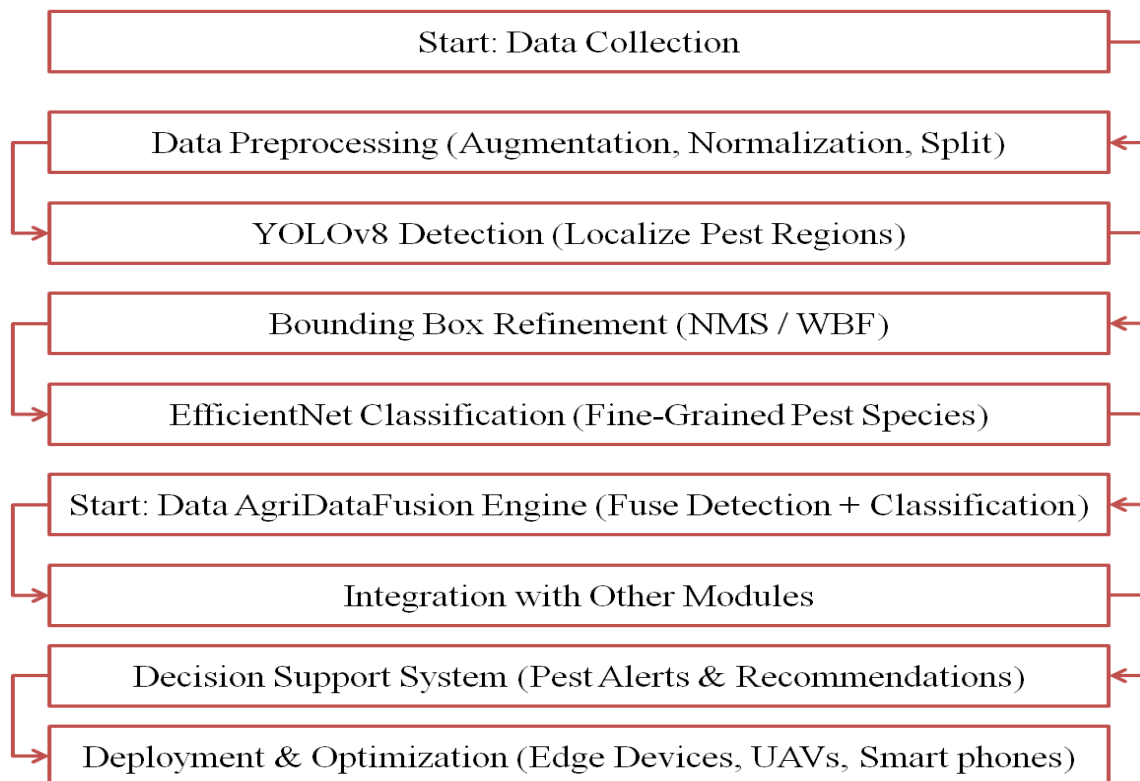 Start: Data Collection
Data Preprocessing (Augmentation, Normalization, Split)
YOLOv8 Detection (Localize Pest Regions)
Bounding Box Refinement (NMS / WBF)
EfficientNet Classification (Fine-Grained Pest Species)
Start: Data AgriDataFusion Engine (Fuse Detection + Classification)
Integration with Other Modules
Decision Support System (Pest Alerts & Recommendations)
Deployment & Optimization (Edge Devices, UAVs, Smart phones)